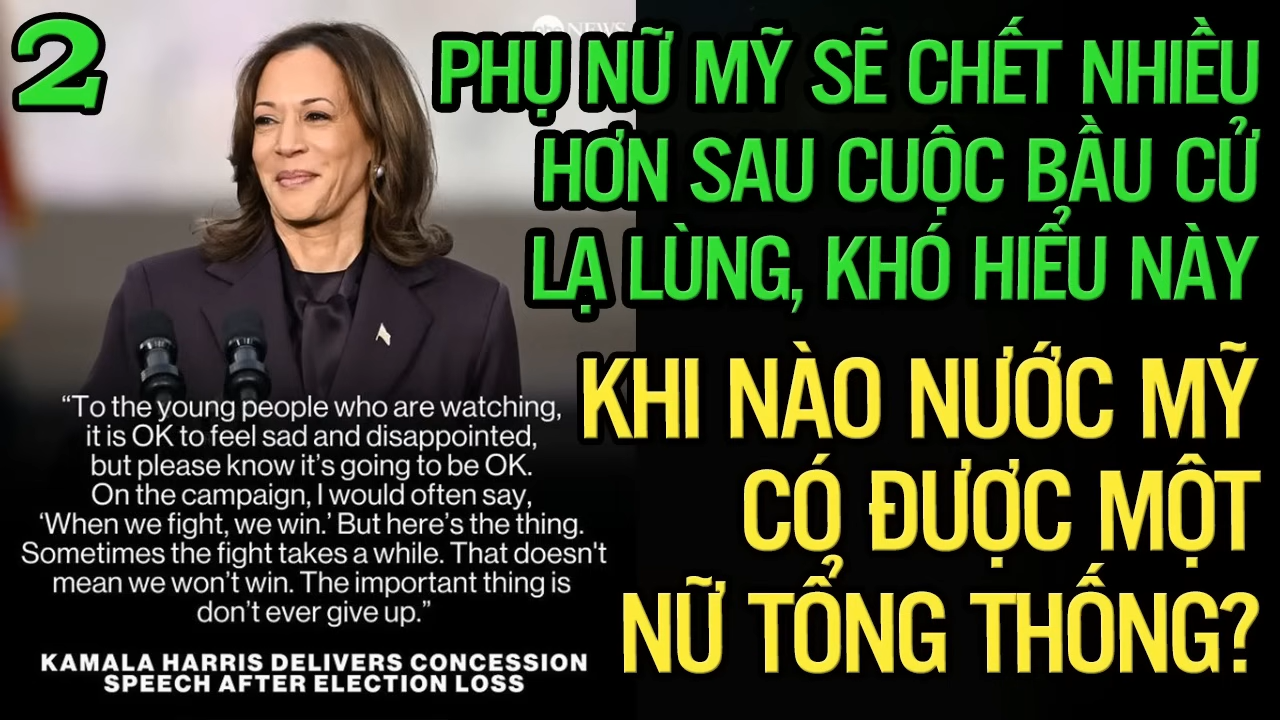 2
NEWS
PHỤ NỮ MỸ SẼ CHẾT NHIỀU
HƠN SAU CUỘC BẦU CỬ
LẠ LÙNG, KHÓ HIỂU NÀY
KHI NÀO NƯỚC MỸ
CÓ ĐƯỢC MỘT
NỮ TỔNG THỐNG?
“To the young people who are watching,
it is OK to feel sad and disappointed,
but please know it’s going to be OK.
On the campaign, I would often say,
‘When we fight, we win.’ But here’s the thing.
Sometimes the fight takes a while. That doesn't
mean we won’t win. The important thing is
don’t ever give up.”
KAMALA HARRIS DELIVERS CONCESSION
SPEECH AFTER ELECTION LOSS